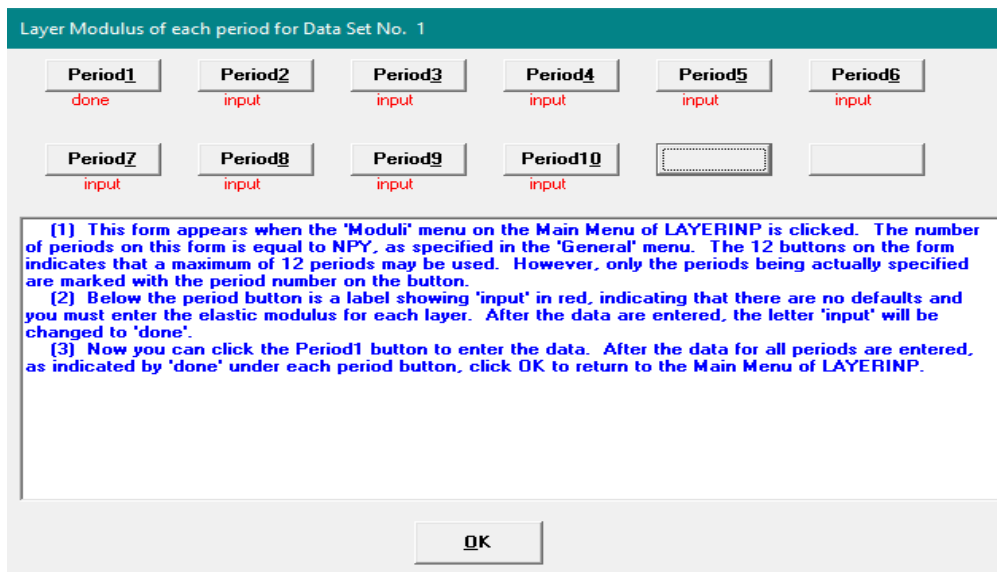 Layer Modulus of each period for Data Set No. 1
Period1 Period2 Period3 Period4 Period5 Period6
done input input input input input
Period7 Period8 Period9 Period10
input input input input
(1) This form appears when the 'Moduli' menu on the Main Menu of LAYERINP is clicked. The number
of periods on this form is equal to NPY, as specified in the 'General' menu. The 12 buttons on the form
indicates that a maximum of 12 periods may be used. However, only the periods being actually specified
are marked with the period number on the button.
(2) Below the period button is a label showing 'input' in red, indicating that there are no defaults and
you must enter the elastic modulus for each layer. After the data are entered, the letter 'input' will be
changed to 'done'.
(3) Now you can click the Period1 button to enter the data. After the data for all periods are entered,
as indicated by 'done' under each period button, click OK to return to the Main Menu of LAYERINP.
OK